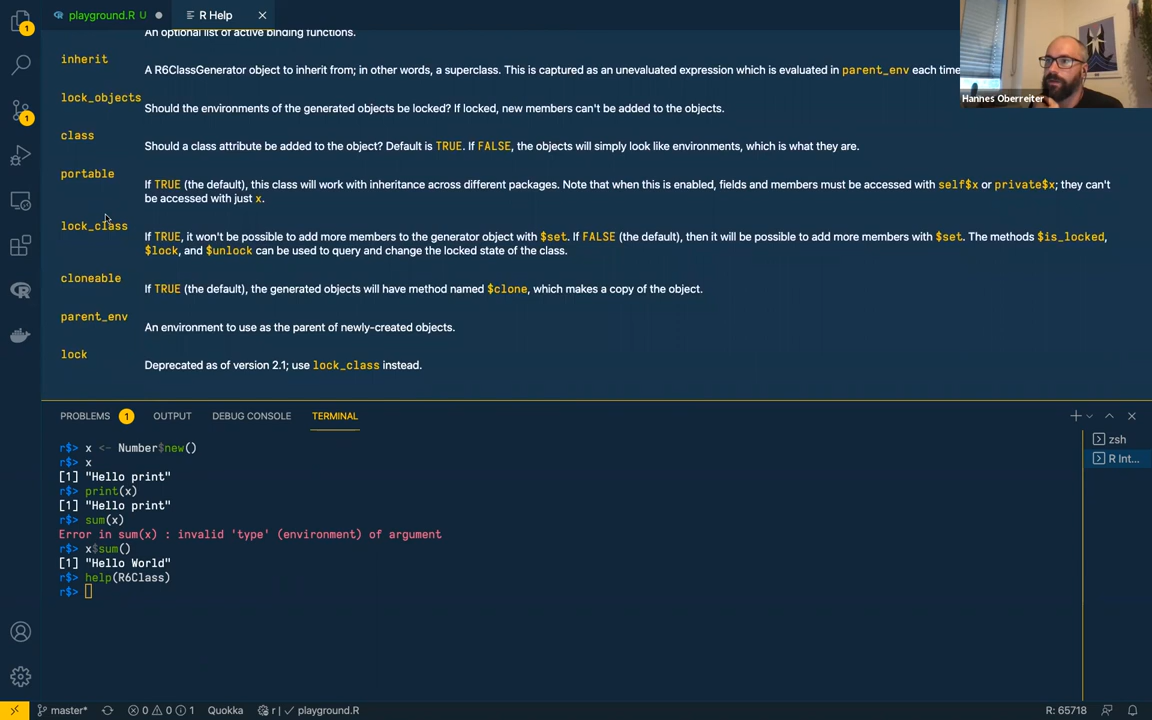 playground.R U
R Help
An optional list of active binding functions.
inherit
A R6ClassGenerator object to inherit from; in other words, a superclass. This is captured as an unevaluated expression which is evaluated in parent_env each time
Hannes Oberreiter
lock_objects
Should the environments of the generated objects be locked? If locked, new members can't be added to the objects.
class
Should a class attribute be added to the object? Default is TRUE. If FALSE, the objects will simply look like environments, which is what they are.
portable
If TRUE (the default), this class will work with inheritance across different packages. Note that when this is enabled, fields and members must be accessed with self$x or private$x; they can't
be accessed with just x.
lock_class
If TRUE, it won't be possible to add more members to the generator object with $set. If FALSE (the default), then it will be possible to add more members with $set. The methods $is_locked,
$lock, and $unlock can be used to query and change the locked state of the class.
cloneable
If TRUE (the default), the generated objects will have method named $clone, which makes a copy of the object.
parent_env
An environment to use as the parent of newly-created objects.
lock
Deprecated as of version 2.1; use lock_class instead.
PROBLEMS 1 OUTPUT DEBUG CONSOLE TERMINAL
r$> x <- Number$new()
r$> x
[1] "Hello print"
r$> print(x)
[1] "Hello print"
r$> sum(x)
Error in sum(x) : invalid 'type' (environment) of argument
r$> x$sum()
[1] "Hello World"
r$> help(R6Class)
r$>
zsh
R Int...
1
1
master* 0 0 1 Quokka r playground.R R: 65718